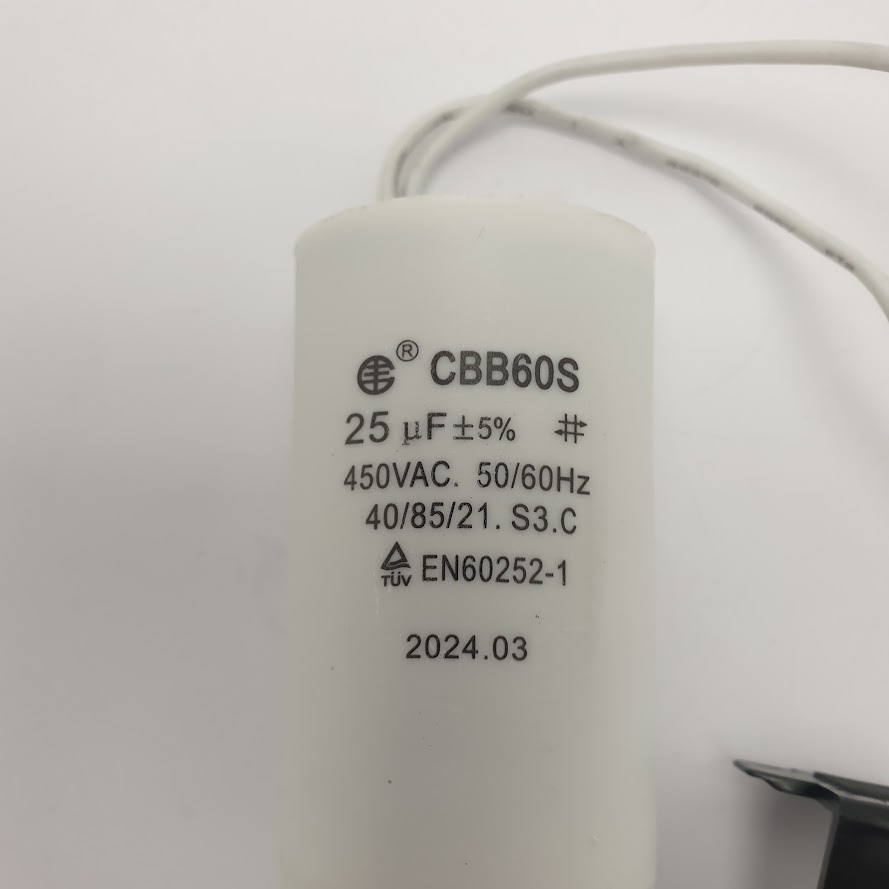 ® CBB60S
25 µF±5%
450VAC. 50/60Hz
40/85/21. S3.C
TÜV EN60252-1
2024.03